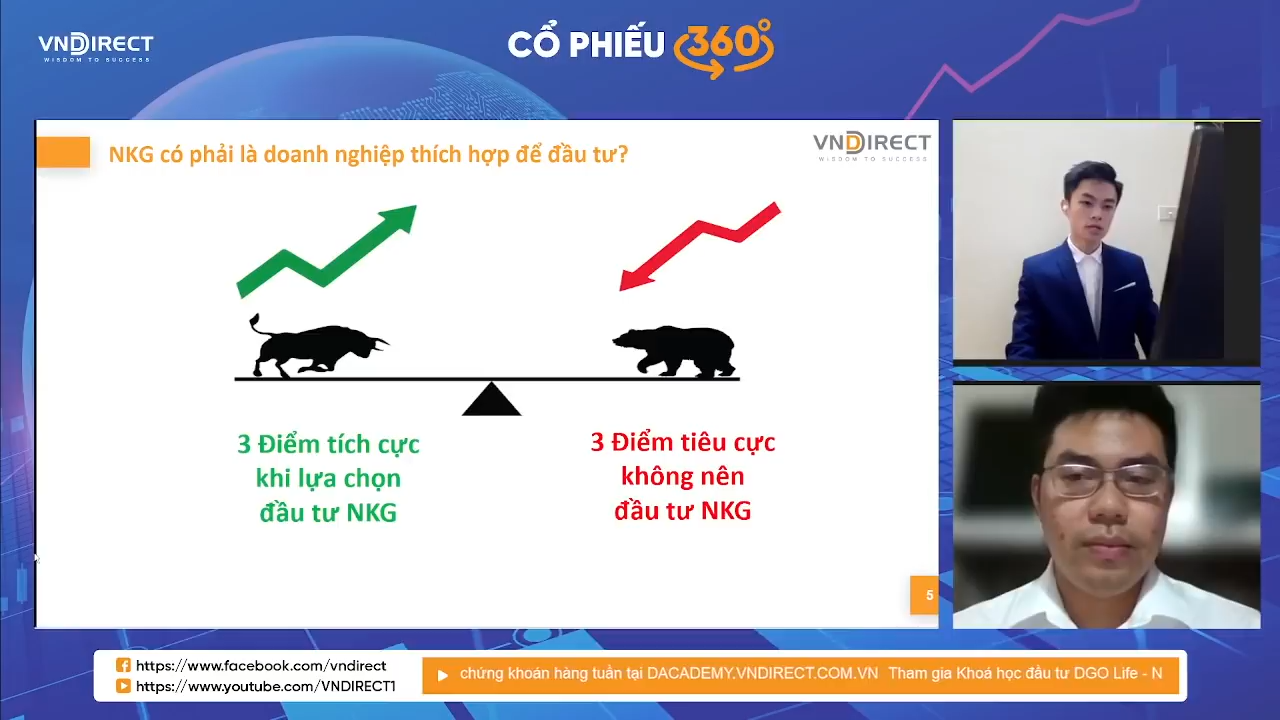 VNDIRECT
WISDOM TO SUCCESS
CỔ PHIẾU 360°
NKG có phải là doanh nghiệp thích hợp để đầu tư?
VNDIRECT
WISDOM TO SUCCESS
3 Điểm tích cực
khi lựa chọn
đầu tư NKG
3 Điểm tiêu cực
không nên
đầu tư NKG
5
https://www.facebook.com/vndirect
https://www.youtube.com/VNDIRECT1
chứng khoán hàng tuần tại DACADEMY.VNDIRECT.COM.VN Tham gia Khoá học đầu tư DGO Life - N